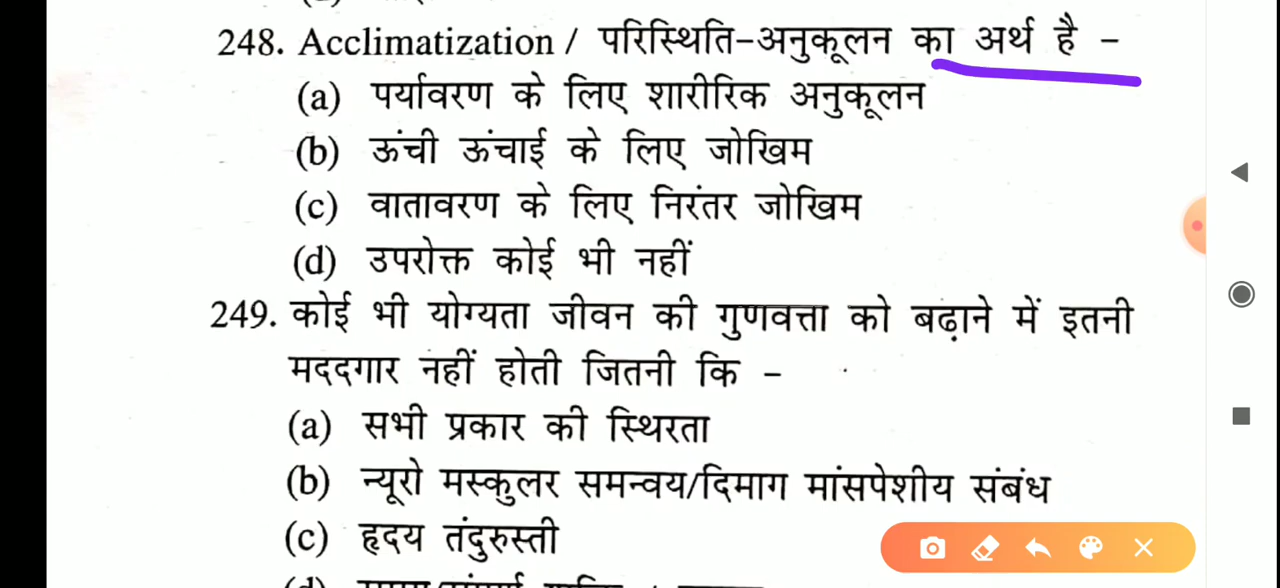 248. Acclimatization / परिस्थिति-अनुकूलन का अर्थ है -
(a) पर्यावरण के लिए शारीरिक अनुकूलन
(b) ऊंची ऊंचाई के लिए जोखिम
(c) वातावरण के लिए निरंतर जोखिम
(d) उपरोक्त कोई भी नहीं
249. कोई भी योग्यता जीवन की गुणवत्ता को बढ़ाने में इतनी
मददगार नहीं होती जितनी कि -
(a) सभी प्रकार की स्थिरता
(b) न्यूरो मस्कुलर समन्वय/दिमाग मांसपेशीय संबंध
(c) हृदय तंदुरुस्ती